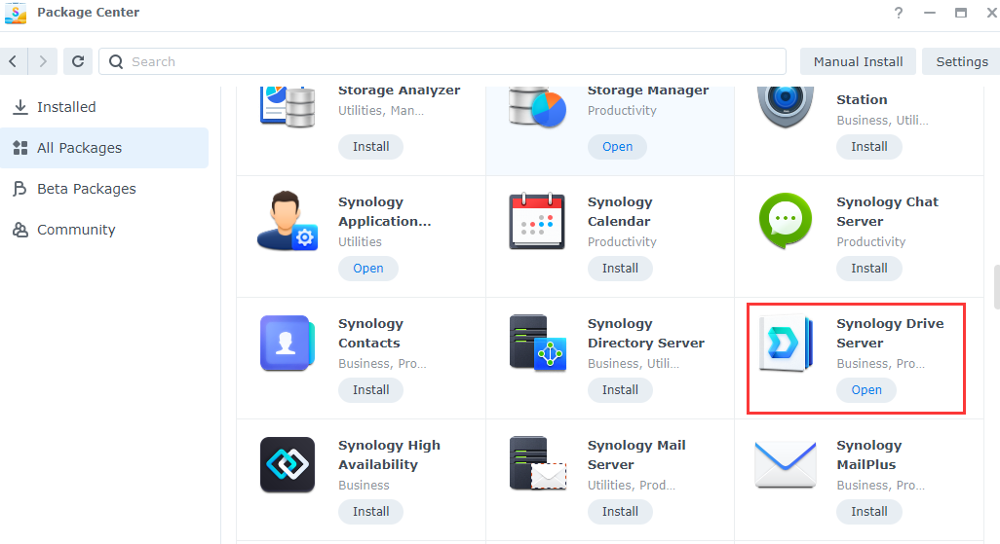 Package Center
Search
Manual Install
Settings
Installed
All Packages
Beta Packages
Community
Storage Analyzer
Utilities, Man...
Install
Storage Manager
Productivity
Open
Station
Business, Utili...
Install
Synology
Application...
Utilities
Open
Synology
Calendar
Productivity
Install
Synology Chat
Server
Productivity
Install
Synology
Contacts
Business, Pro...
Install
Synology
Directory Server
Business, Utili...
Install
Synology Drive
Server
Business, Pro...
Open
Synology High
Availability
Business
Install
Synology Mail
Server
Utilities, Prod...
Install
Synology
MailPlus
Business, Pro...
Install